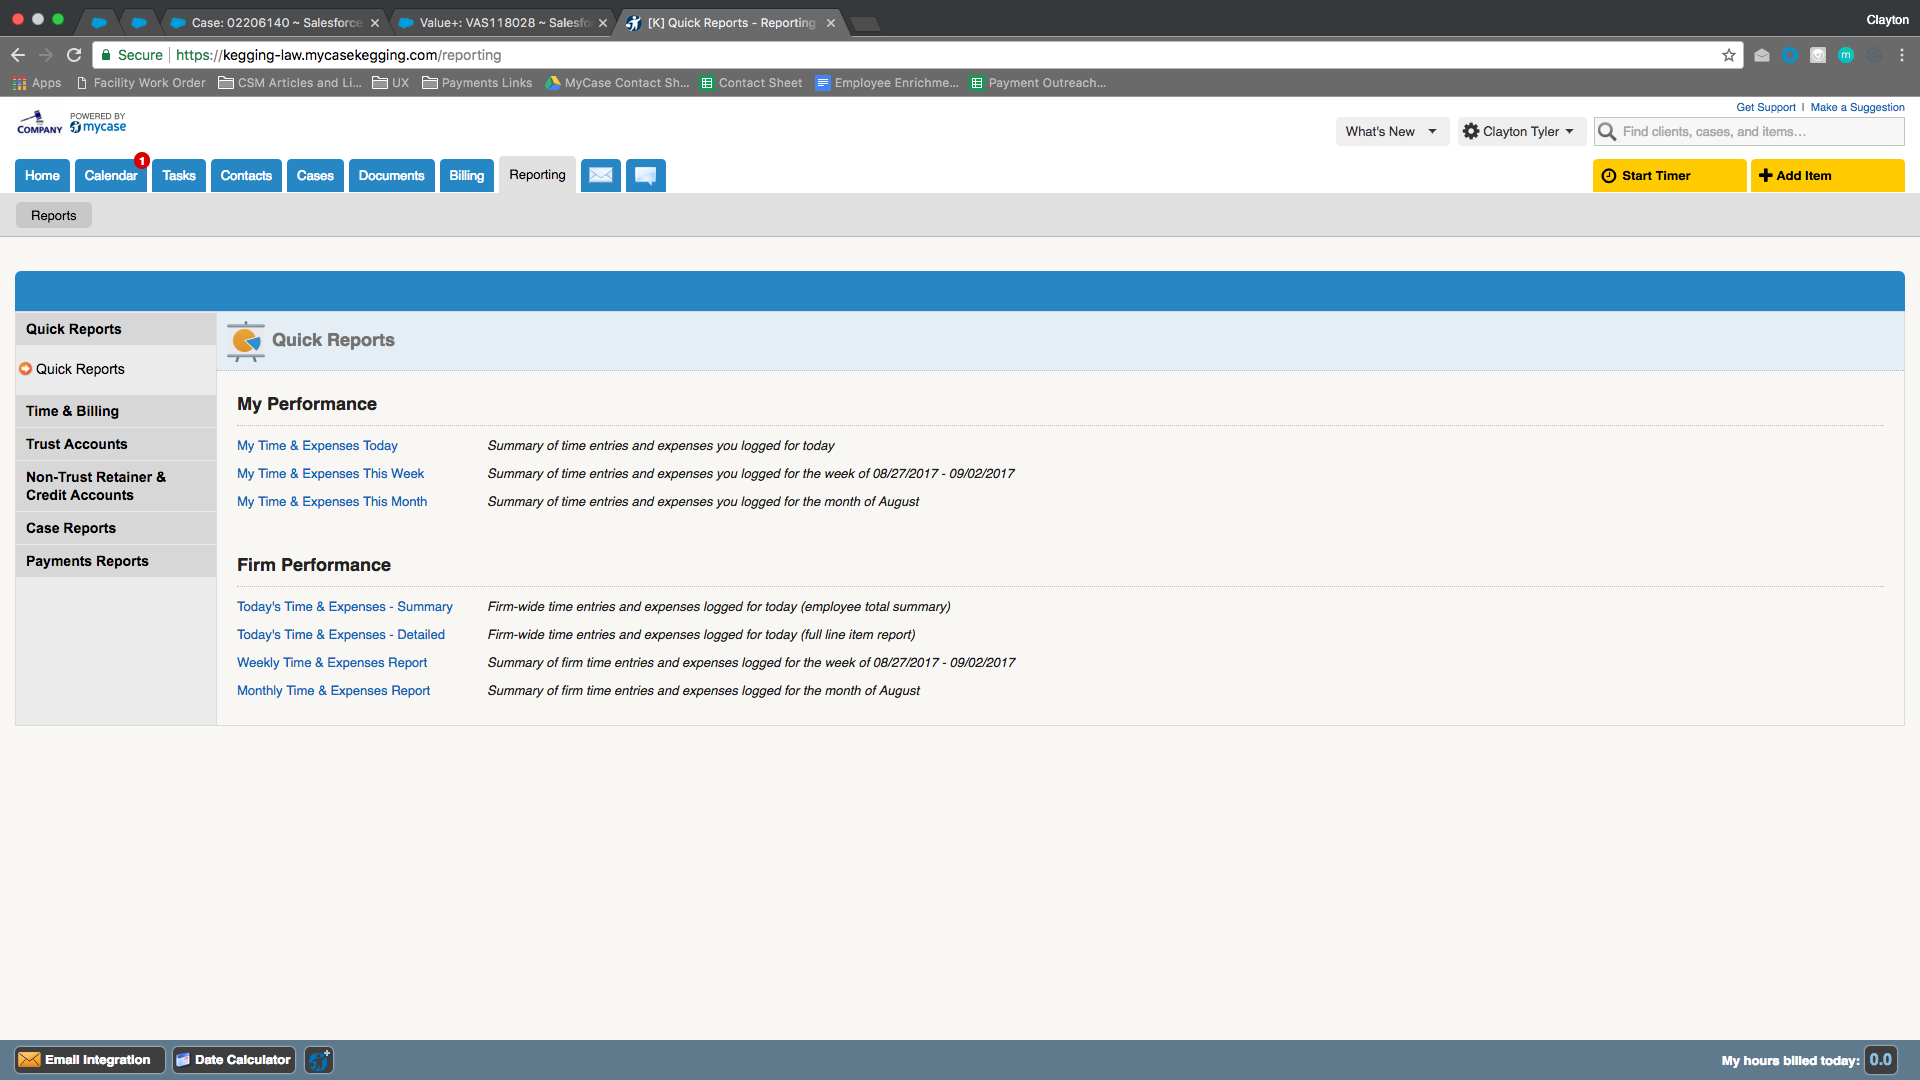 Case: 02206140 ~ Salesforce
Value+: VAS118028 ~ Salesfo
[K] Quick Reports - Reporting
Clayton
Secure https://kegging-law.mycasekegging.com/reporting
Apps Facility Work Order CSM Articles and Li... UX Payments Links MyCase Contact Sh... Contact Sheet Employee Enrichme... Payment Outreach...
Get Support | Make a Suggestion
COMPANY POWERED BY mycase
What's New Clayton Tyler Find clients, cases, and items...
Home Calendar 1 Tasks Contacts Cases Documents Billing Reporting Start Timer Add Item
Reports
Quick Reports
Quick Reports
Time & Billing
Trust Accounts
Non-Trust Retainer &
Credit Accounts
Case Reports
Payments Reports
Quick Reports
My Performance
My Time & Expenses Today Summary of time entries and expenses you logged for today
My Time & Expenses This Week Summary of time entries and expenses you logged for the week of 08/27/2017 - 09/02/2017
My Time & Expenses This Month Summary of time entries and expenses you logged for the month of August
Firm Performance
Today's Time & Expenses - Summary Firm-wide time entries and expenses logged for today (employee total summary)
Today's Time & Expenses - Detailed Firm-wide time entries and expenses logged for today (full line item report)
Weekly Time & Expenses Report Summary of firm time entries and expenses logged for the week of 08/27/2017 - 09/02/2017
Monthly Time & Expenses Report Summary of firm time entries and expenses logged for the month of August
Email Integration Date Calculator My hours billed today: 0.0